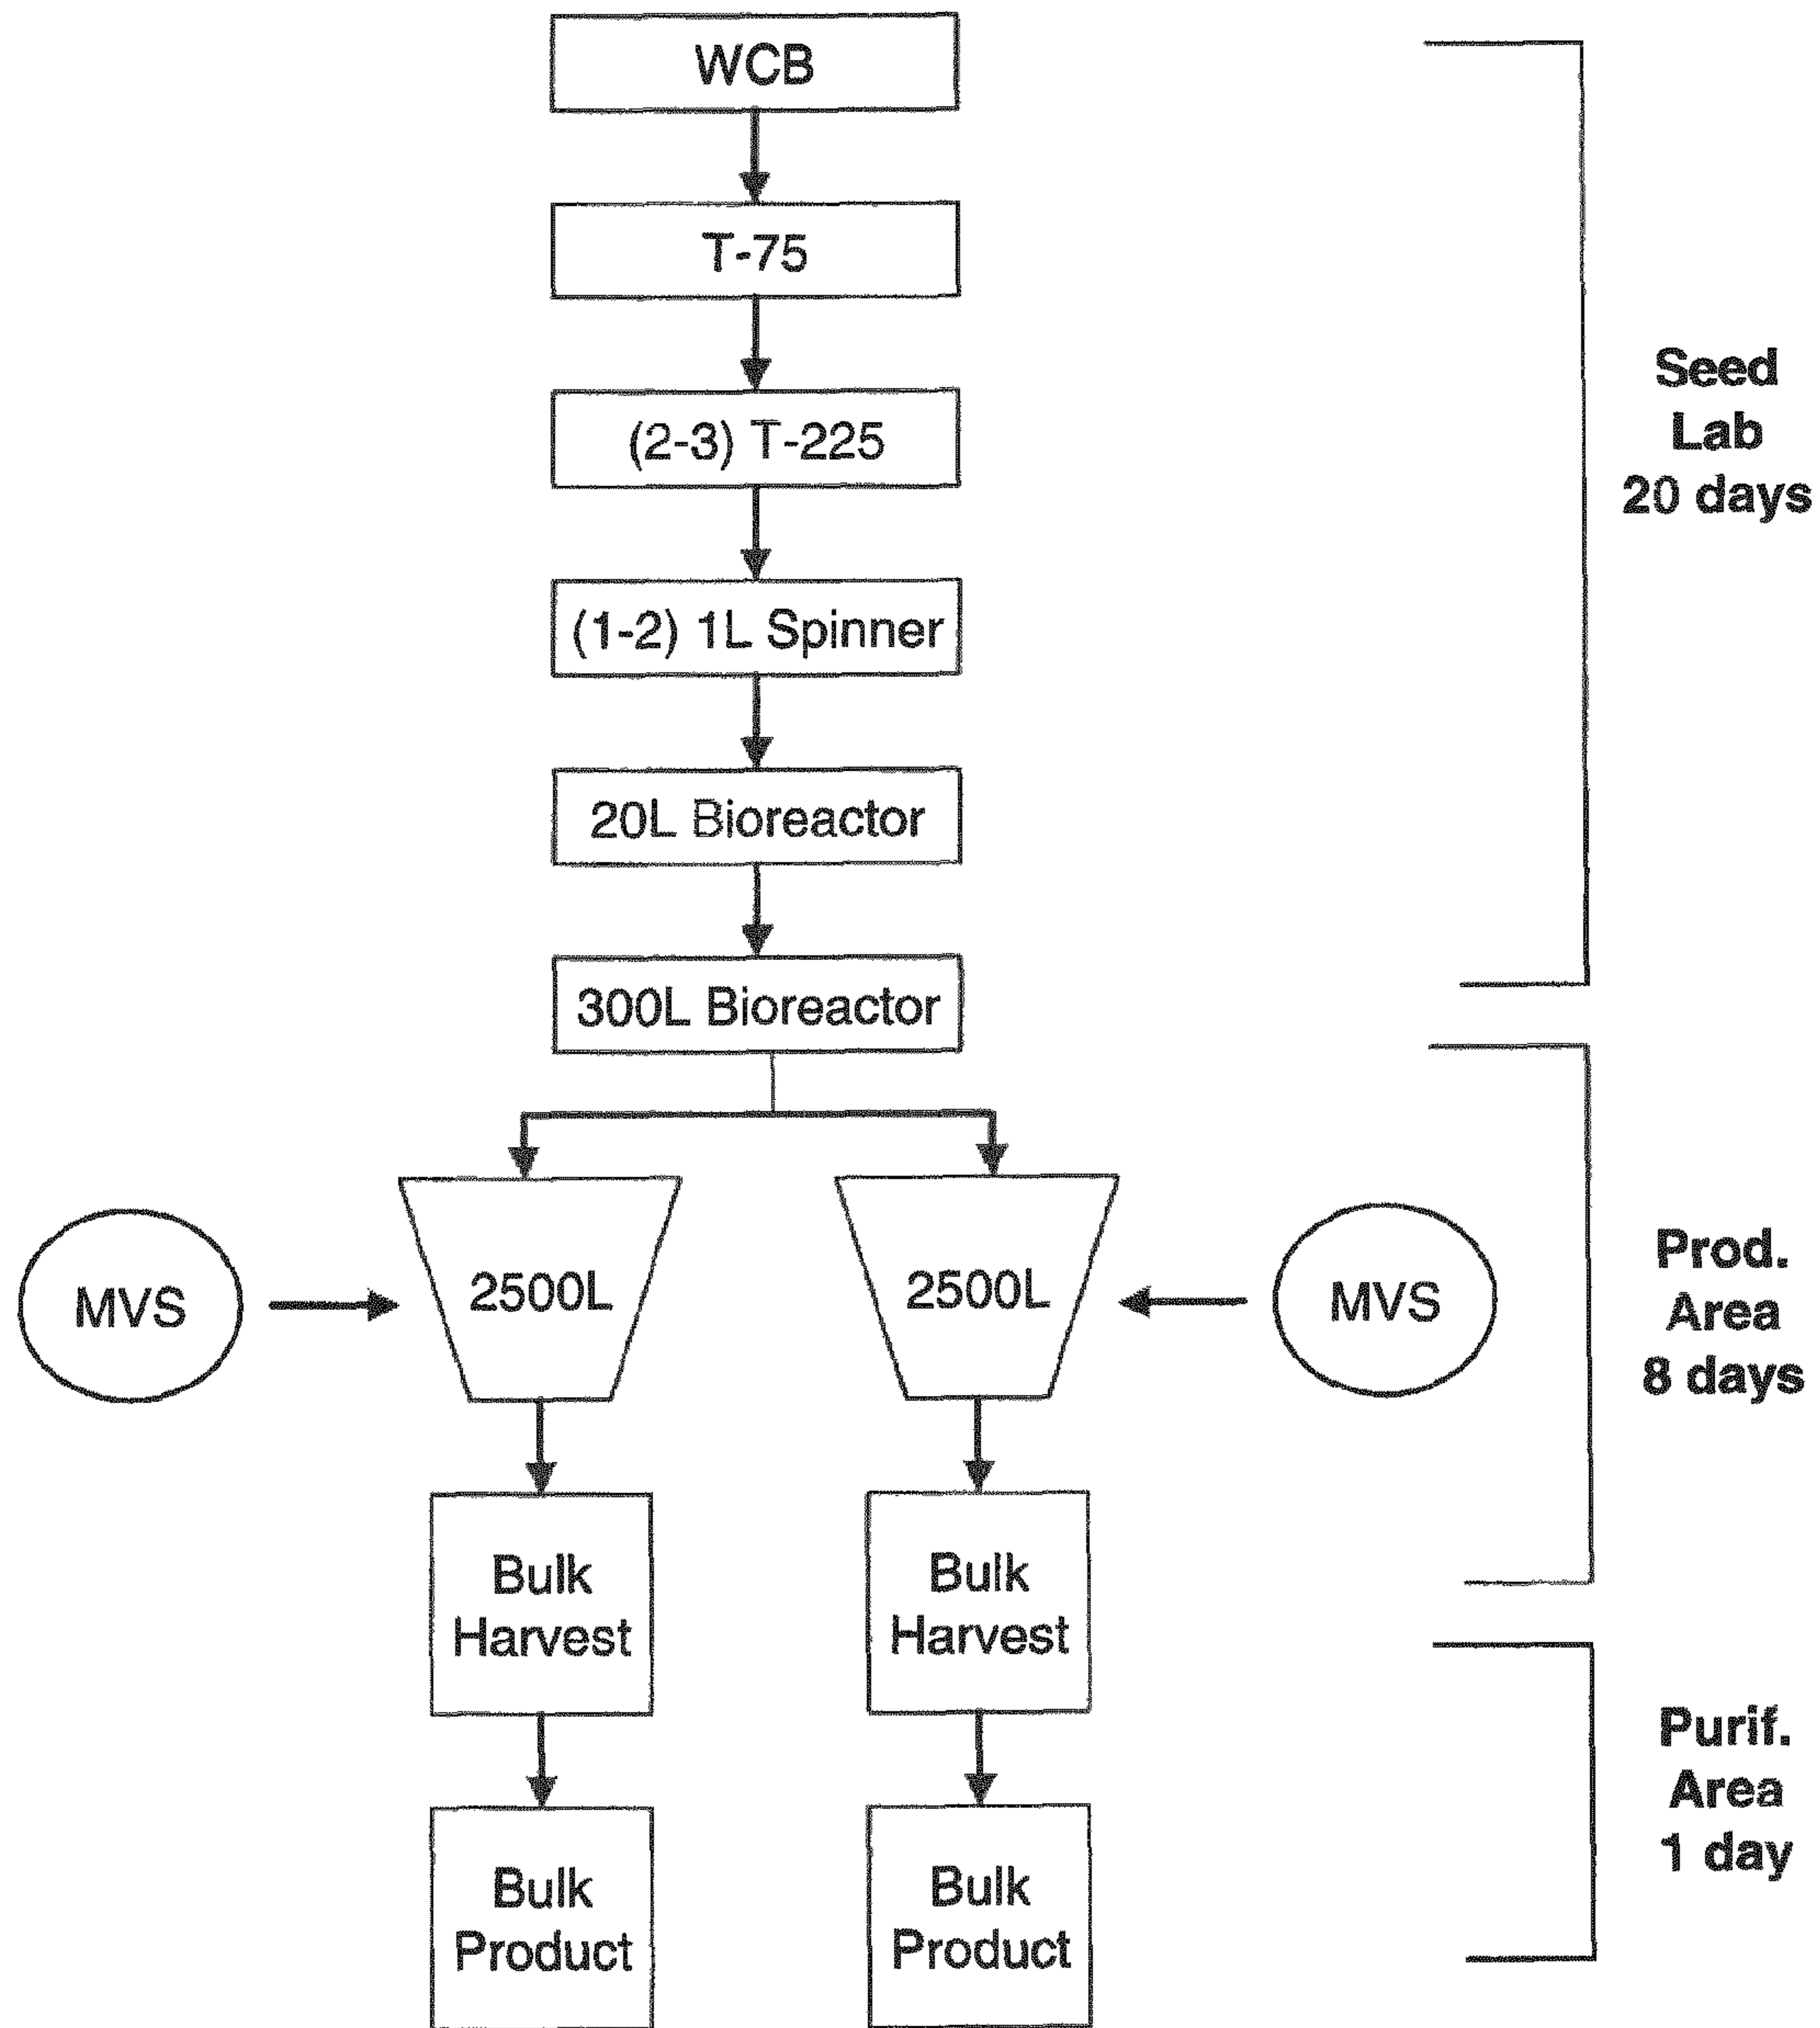 WCB
T-75
(2-3) T-225
(1-2) 1L Spinner
20L Bioreactor
300L Bioreactor
Seed
Lab
20 days
MVS
2500L
2500L
MVS
Prod.
Area
8 days
Bulk
Harvest
Bulk
Harvest
Bulk
Product
Bulk
Product
Purif.
Area
1 day